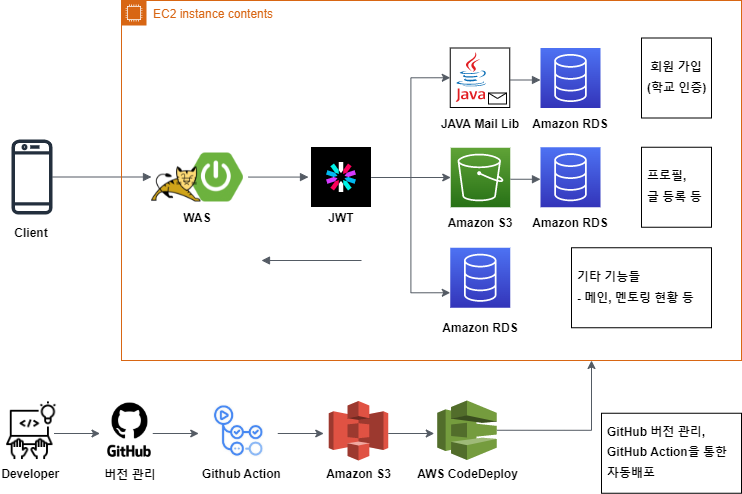 EC2 instance contents
Java
JAVA Mail Lib
Amazon RDS
회원 가입
(학교 인증)
Client
WAS
JWT
Amazon S3
Amazon RDS
프로필,
글 등록 등
Amazon RDS
기타 기능들
- 메인, 멘토링 현황 등
Developer
GitHub
버전 관리
Github Action
Amazon S3
AWS CodeDeploy
GitHub 버전 관리,
GitHub Action을 통한
자동배포